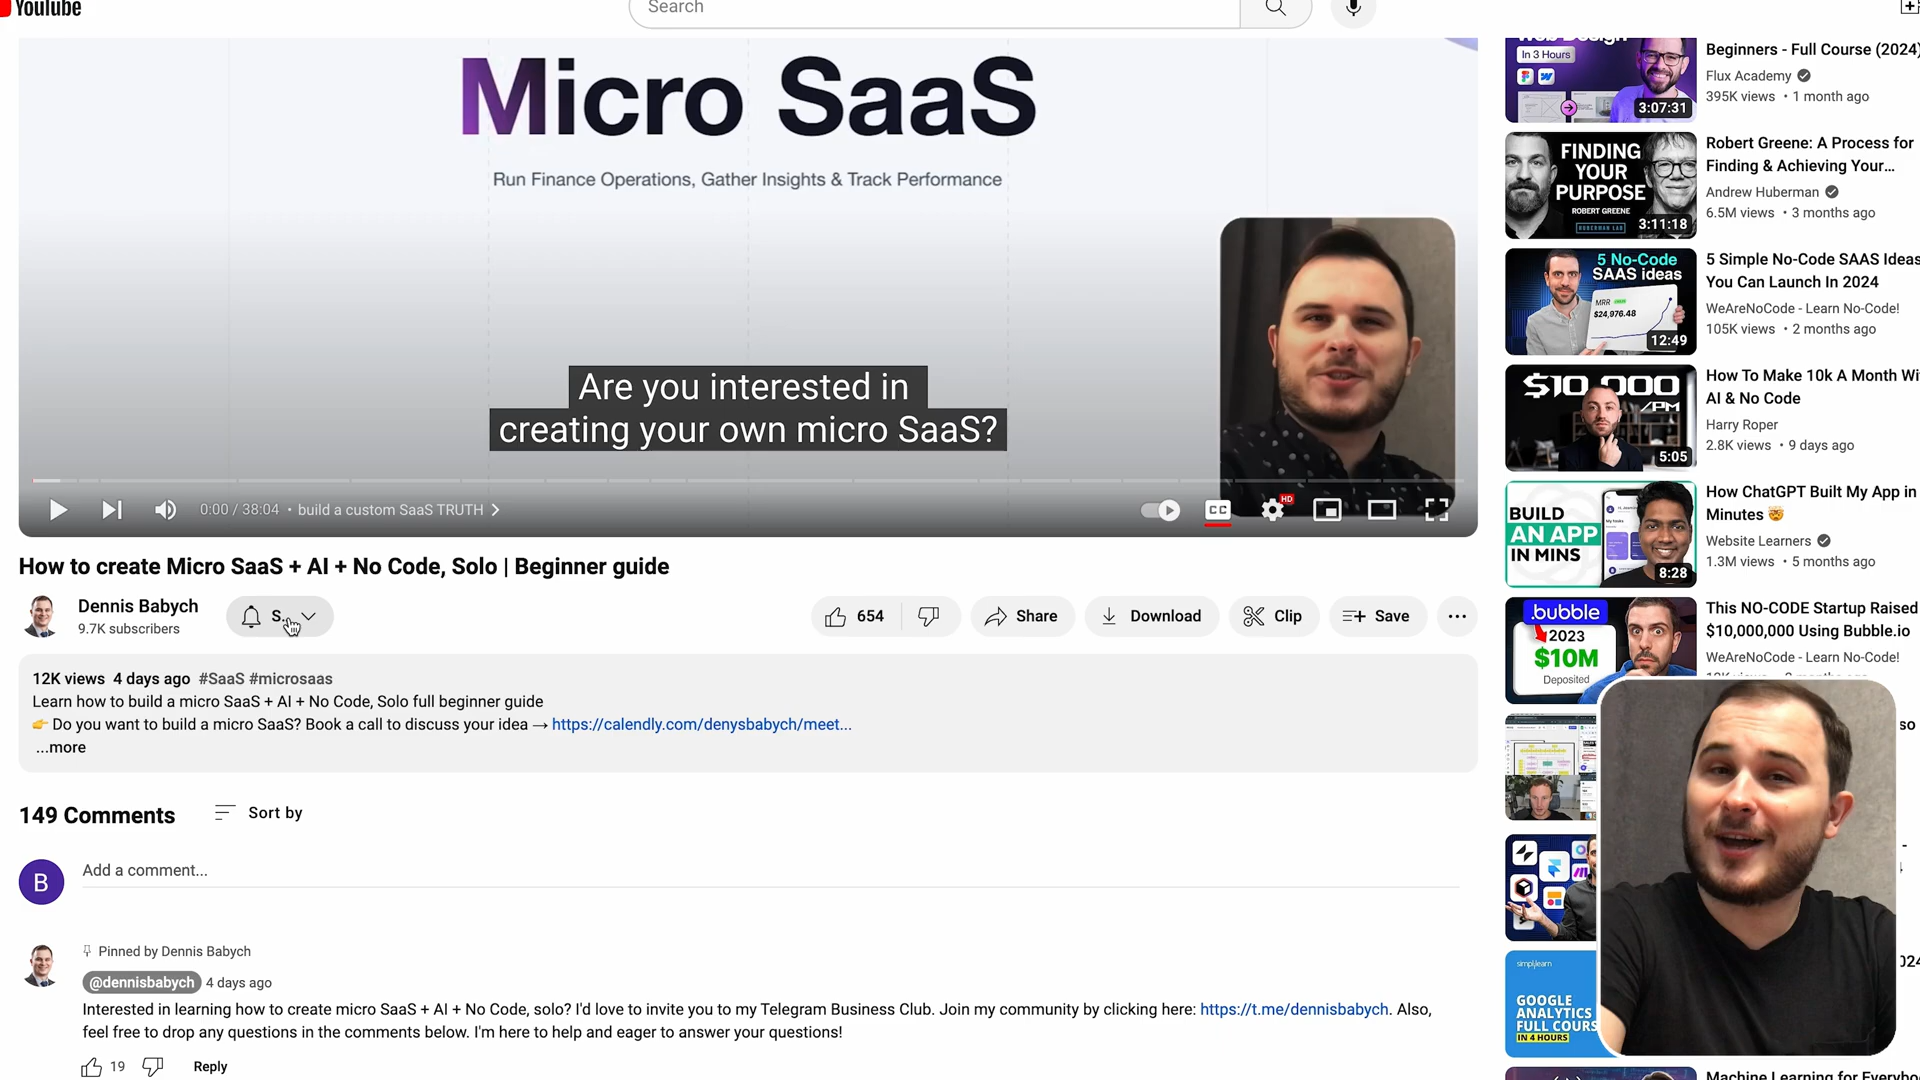 YouTube
Search
Micro SaaS
Run Finance Operations, Gather Insights & Track Performance
Are you interested in
creating your own micro SaaS?
0:00 / 38:04 • build a custom SaaS TRUTH
CC
HD
How to create Micro SaaS + AI + No Code, Solo | Beginner guide
Dennis Babych
9.7K subscribers
S...
654
Share
Download
Clip
Save
12K views 4 days ago #SaaS #microsaas
Learn how to build a micro SaaS + AI + No Code, Solo full beginner guide
👉 Do you want to build a micro SaaS? Book a call to discuss your idea → https://calendly.com/denysbabych/meet...
...more
149 Comments
Sort by
B
Add a comment...
Pinned by Dennis Babych
@dennisbabych 4 days ago
Interested in learning how to create micro SaaS + AI + No Code, solo? I'd love to invite you to my Telegram Business Club. Join my community by clicking here: https://t.me/dennisbabych. Also,
feel free to drop any questions in the comments below. I'm here to help and eager to answer your questions!
19
Reply
In 3 Hours
3:07:31
Beginners - Full Course (2024)
Flux Academy
395K views • 1 month ago
FINDING
YOUR
PURPOSE
ROBERT GREENE
HUBERMAN LAB
3:11:18
Robert Greene: A Process for
Finding & Achieving Your...
Andrew Huberman
6.5M views • 3 months ago
5 No-Code
SAAS ideas
MRR
$24,976.48
12:49
5 Simple No-Code SAAS Ideas
You Can Launch In 2024
WeAreNoCode - Learn No-Code!
105K views • 2 months ago
$10 000
/PM
5:05
How To Make 10k A Month Wi
AI & No Code
Harry Roper
2.8K views • 9 days ago
BUILD
AN APP
IN MINS
8:28
How ChatGPT Built My App in
Minutes 🤯
Website Learners
1.3M views • 5 months ago
.bubble
2023
$10M
Deposited
This NO-CODE Startup Raised
$10,000,000 Using Bubble.io
WeAreNoCode - Learn No-Code!
so
simplilearn
GOOGLE
ANALYTICS
FULL COURS
IN 4 HOURS
Machine Learning for Everybo